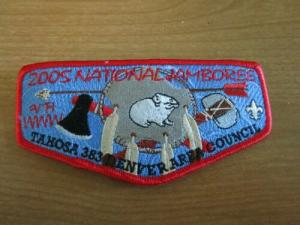 2005 NATIONAL JAMBOREE
TAHOSA 383 DENVER AREA COUNCIL